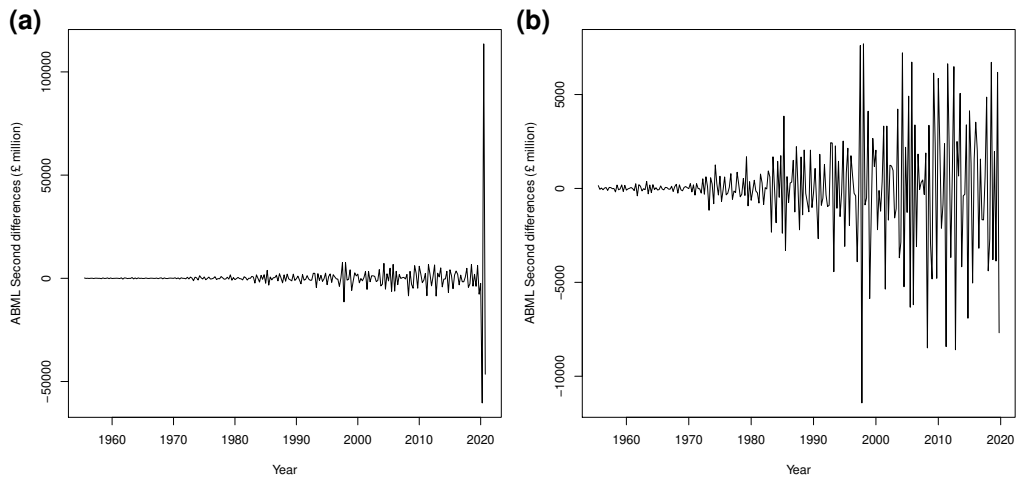 (a)
ABML Second differences (£ million)
100000
50000
0
−50000
1960 1970 1980 1990 2000 2010 2020
Year
(b)
ABML Second differences (£ million)
5000
0
−5000
−10000
1960 1970 1980 1990 2000 2010 2020
Year